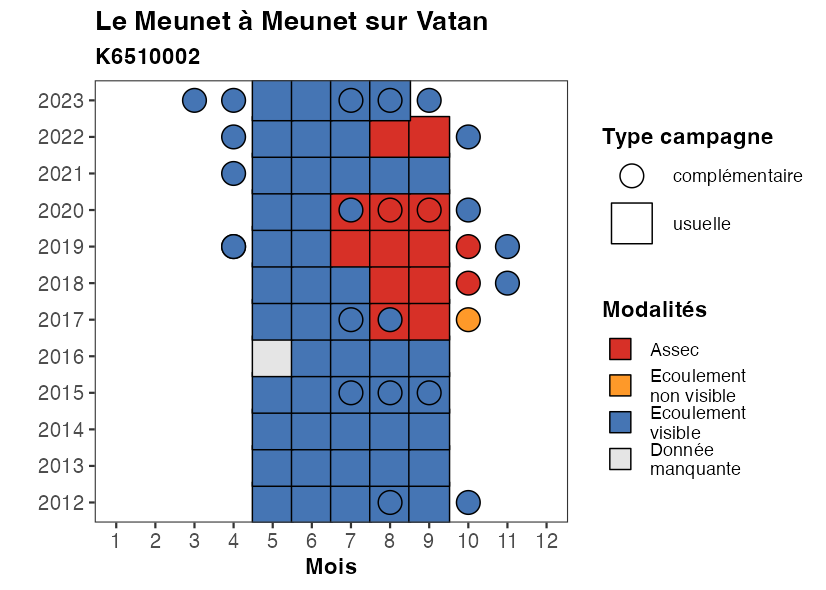 Le Meunet à Meunet sur Vatan
K6510002
2023
2022
2021
2020
2019
2018
2017
2016
2015
2014
2013
2012
1 2 3 4 5 6 7 8 9 10 11 12
Mois
Type campagne
complémentaire
usuelle
Modalités
Assec
Ecoulement
non visible
Ecoulement
visible
Donnée
manquante